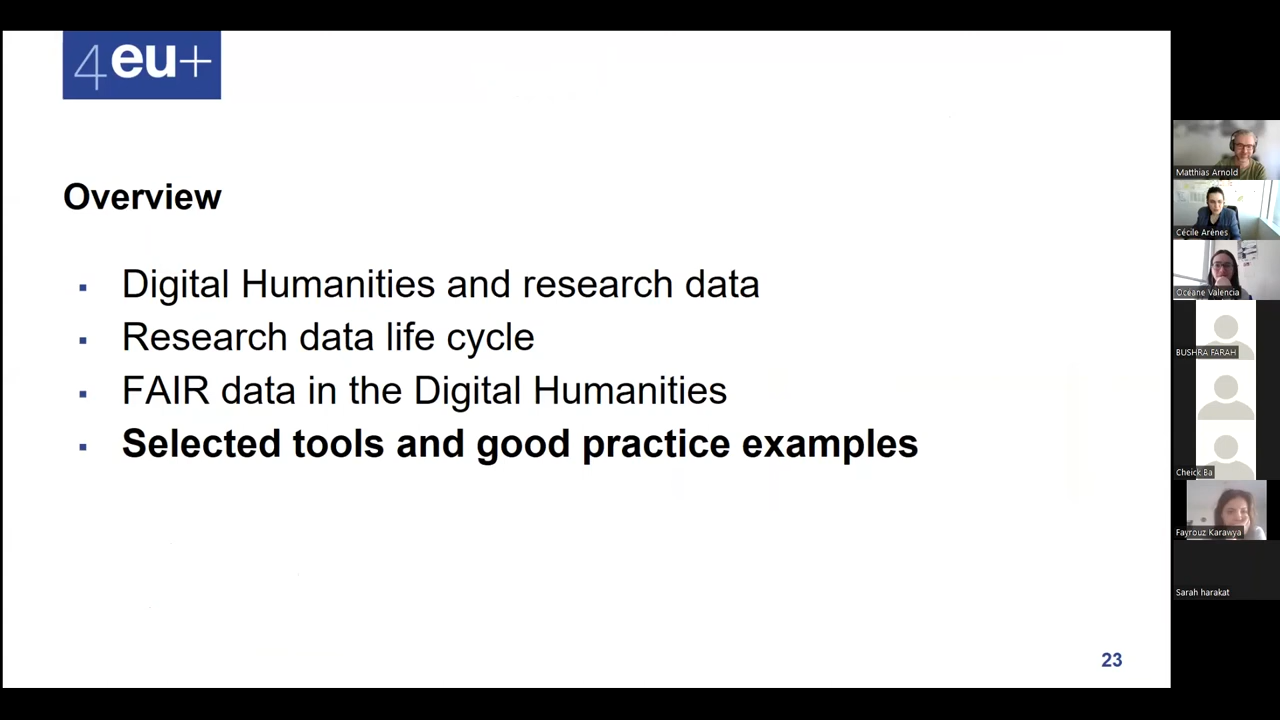 4eu+
Overview
▪ Digital Humanities and research data
▪ Research data life cycle
▪ FAIR data in the Digital Humanities
▪ Selected tools and good practice examples
23
Matthias Arnold
Cécile Arènes
Océane Valencia
BUSHRA FARAH
Cheick Ba
Fayrouz Karawya
Sarah harakat